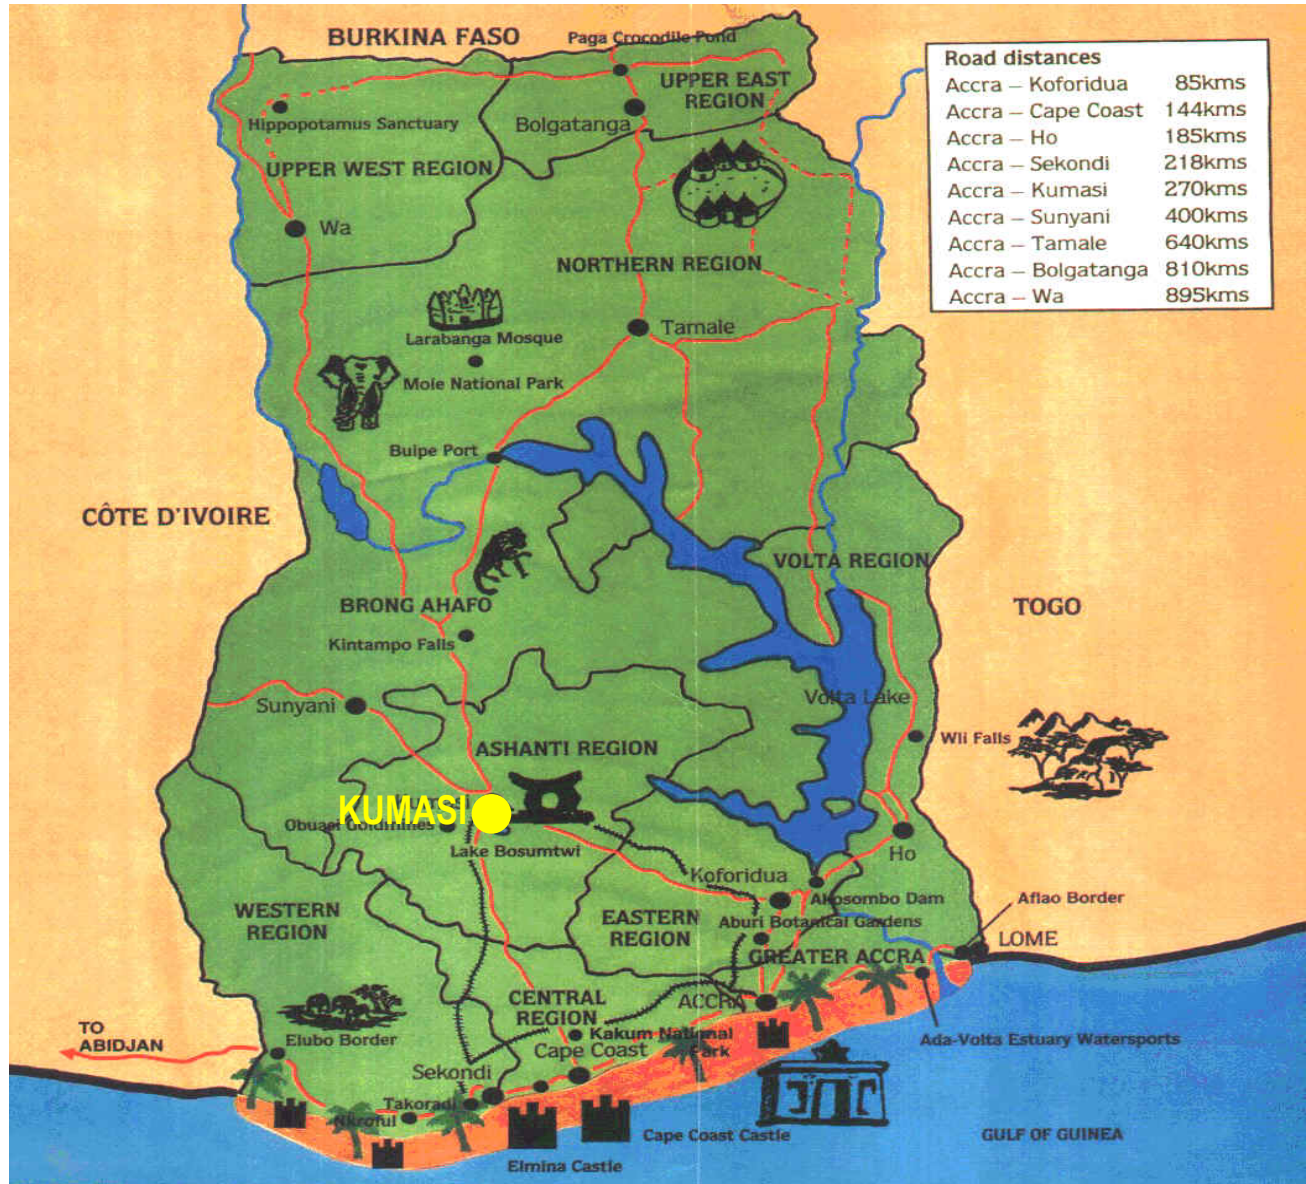 BURKINA FASO
Paga Crocodile Pond
UPPER EAST
REGION
Hippopotamus Sanctuary
Bolgatanga
UPPER WEST REGION
Wa
NORTHERN REGION
Road distances
Accra – Koforidua 85kms
Accra – Cape Coast 144kms
Accra – Ho 185kms
Accra – Sekondi 218kms
Accra – Kumasi 270kms
Accra – Sunyani 400kms
Accra – Tamale 640kms
Accra – Bolgatanga 810kms
Accra – Wa 895kms
Tamale
Larabanga Mosque
Mole National Park
Buipe Port
CÔTE D'IVOIRE
VOLTA REGION
BRONG AHAFO
TOGO
Kintampo Falls
Sunyani
Volta Lake
Wli Falls
ASHANTI REGION
KUMASI
Obuasi Goldmines
Lake Bosumtwi
Ho
Koforidua
Akosombo Dam
Aflao Border
WESTERN
REGION
EASTERN
REGION
Aburi Botanical Gardens
LOME
GREATER ACCRA
CENTRAL
REGION
ACCRA
TO
ABIDJAN
Elubo Border
Kakum National
Park
Ada-Volta Estuary Watersports
Cape Coast
Sekondi
Takoradi
Nkroful
Cape Coast Castle
GULF OF GUINEA
Elmina Castle